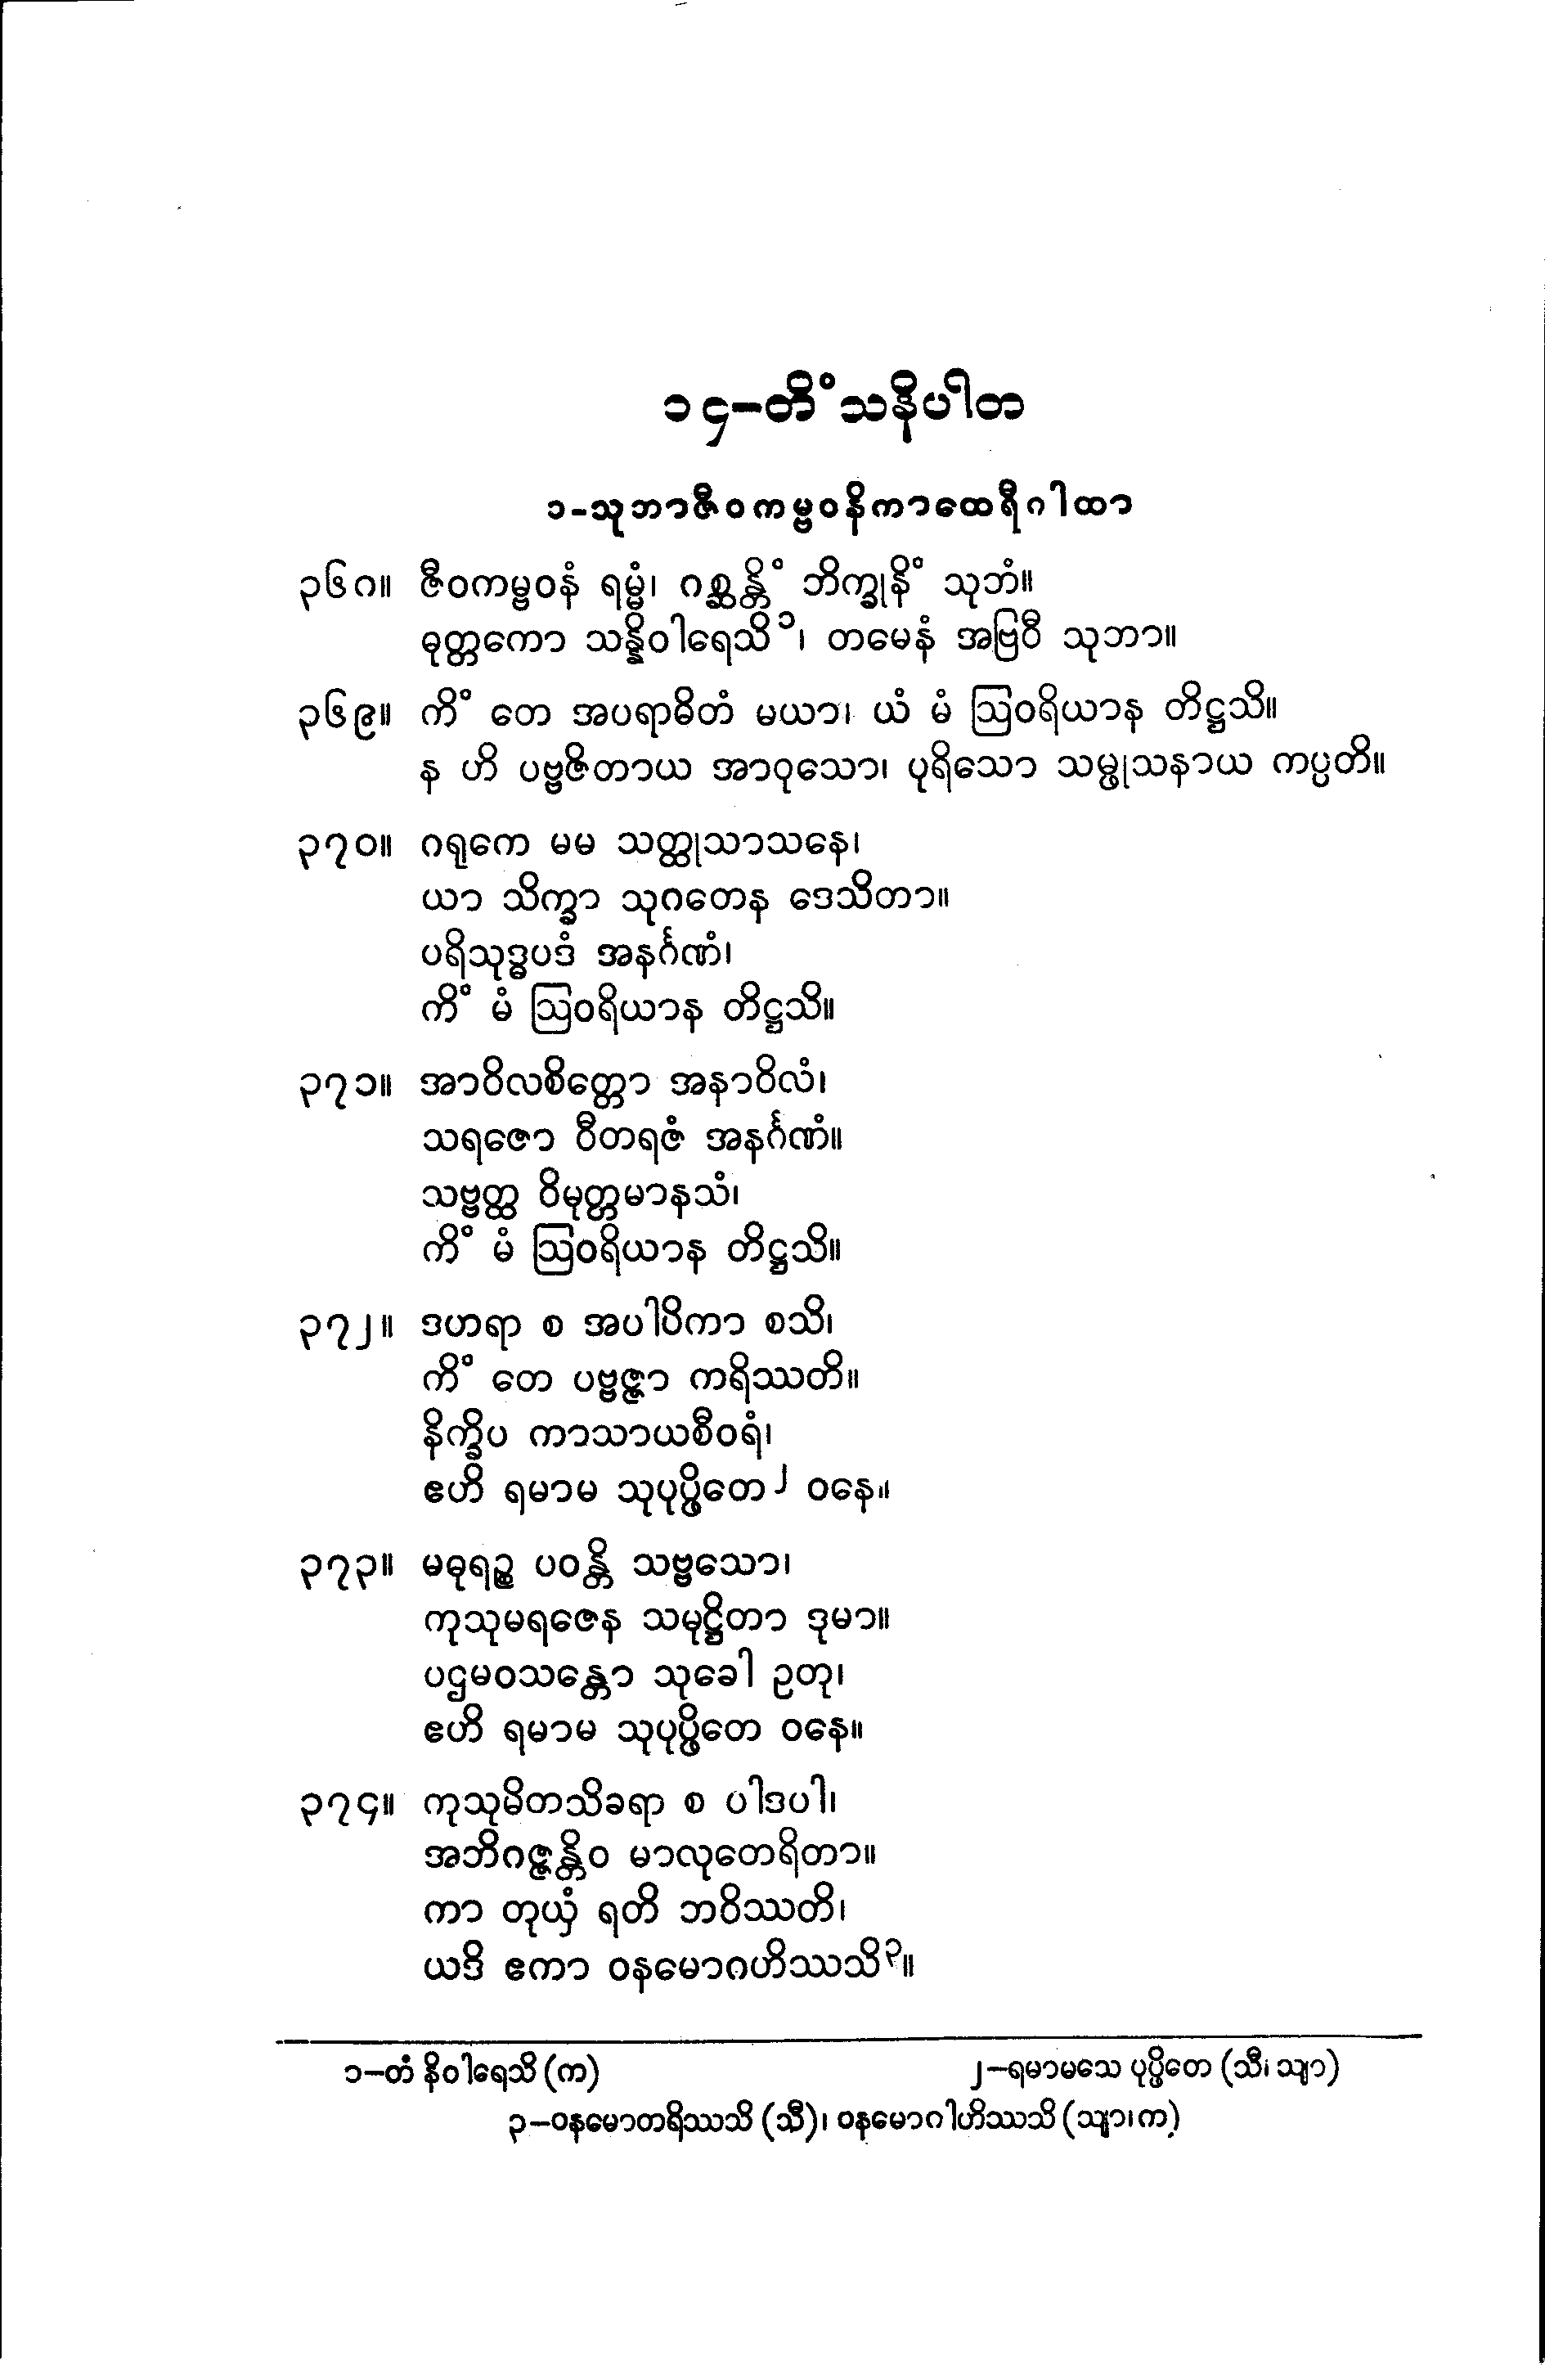 ၁၄–တိံသနိပါတ
၁-သုဘာဇီဝကမ္ဗဝနိကာထေရီဂါထာ
၃၆၈။ ဇီဝကမ္ဗဝနံ ရမ္မံ၊ ဂစ္ဆန္တိံ ဘိက္ခုနိံ သုဘံ။
ဓုတ္တကော သန္နိဝါရေသိ၁၊ တမေနံ အဗြဝီ သုဘာ။
၃၆၉။ ကိံ တေ အပရာဓိတံ မယာ၊ ယံ မံ ဩဝရိယာန တိဋ္ဌသိ။
န ဟိ ပဗ္ဗဇိတာယ အာဝုသော၊ ပုရိသော သမ္ဖုသနာယ ကပ္ပတိ။
၃၇၀။ ဂရုကေ မမ သတ္ထုသာသနေ၊
ယာ သိက္ခာ သုဂတေန ဒေသိတာ။
ပရိသုဒ္ဓပဒံ အနင်္ဂဏံ၊
ကိံ မံ ဩဝရိယာန တိဋ္ဌသိ။
၃၇၁။ အာဝိလစိတ္တော အနာဝိလံ၊
သရဇော ဝီတရဇံ အနင်္ဂဏံ။
သဗ္ဗတ္ထ ဝိမုတ္တမာနသံ၊
ကိံ မံ ဩဝရိယာန တိဋ္ဌသိ။
၃၇၂။ ဒဟရာ စ အပါပိကာ စသိ၊
ကိံ တေ ပဗ္ဗဇ္ဇာ ကရိဿတိ။
နိက္ခိပ ကာသာယစီဝရံ၊
ဧဟိ ရမာမ သုပုပ္ဖိတေ၂ ဝနေ။
၃၇၃။ မဓုရဉ္စ ပဝန္တိ သဗ္ဗသော၊
ကုသုမရဇေန သမုဋ္ဌိတာ ဒုမာ။
ပဌမဝသန္တော သုခေါ ဥတု၊
ဧဟိ ရမာမ သုပုပ္ဖိတေ ဝနေ။
၃၇၄။ ကုသုမိတသိခရာ စ ပါဒပါ၊
အဘိဂဇ္ဇန္တိဝ မာလုတေရိတာ။
ကာ တုယှံ ရတိ ဘဝိဿတိ၊
ယဒိ ဧကာ ဝနမောဂဟိဿသိ၃။
၁–တံ နိဝါရေသိ (က)
၂–ရမာမသေ ပုပ္ဖိတေ (သီ၊ သျာ)
၃–ဝနမောတရိဿသိ (သီ)၊ ဝနမောဂါဟိဿသိ (သျာ၊က)